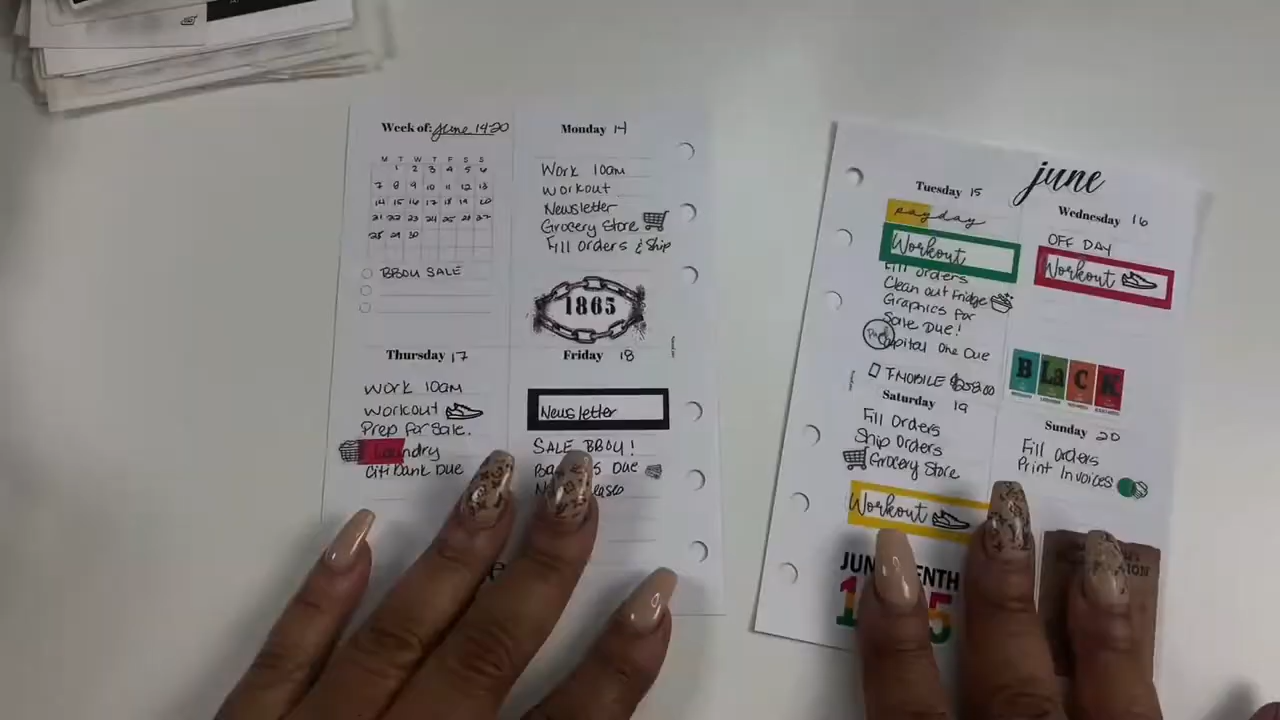 Week of: June 14-20
M T W T F S S
1 2 3 4 5 6
7 8 9 10 11 12 13
14 15 16 17 18 19 20
21 22 23 24 25 26 27
28 29 30
BBOU SALE
Monday 14
Work 10am
Workout
Newsletter
Grocery Store
Fill Orders & Ship
1865
Thursday 17
Work 10am
Workout
Prep for Sale.
Laundry
Citi Bank Due
Friday 18
Newsletter
SALE BBOU!
Due
june
Tuesday 15
payday
Workout
Fill Orders
Clean out Fridge
Graphics for
Sale Due!
Capital One Due
T-MOBILE
Wednesday 16
OFF DAY
Workout
BLaCK
Saturday 19
Fill Orders
Ship Orders
Grocery Store
Workout
Sunday 20
Fill Orders
Print Invoices